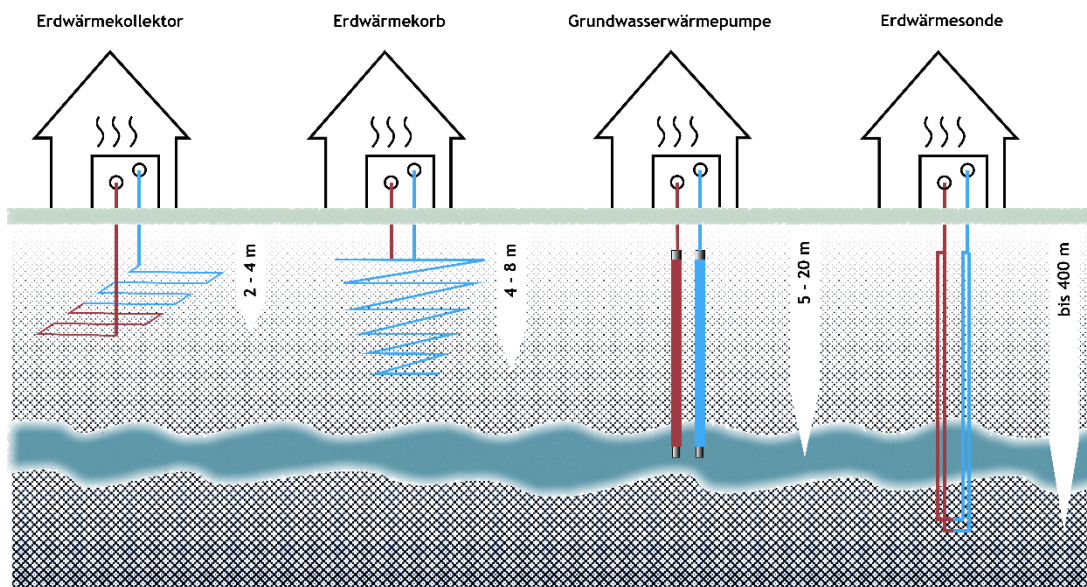 Erdwärmekollektor
Erdwärmekorb
Grundwasserwärmepumpe
Erdwärmesonde
2 - 4 m
4 - 8 m
5 - 20 m
bis 400 m